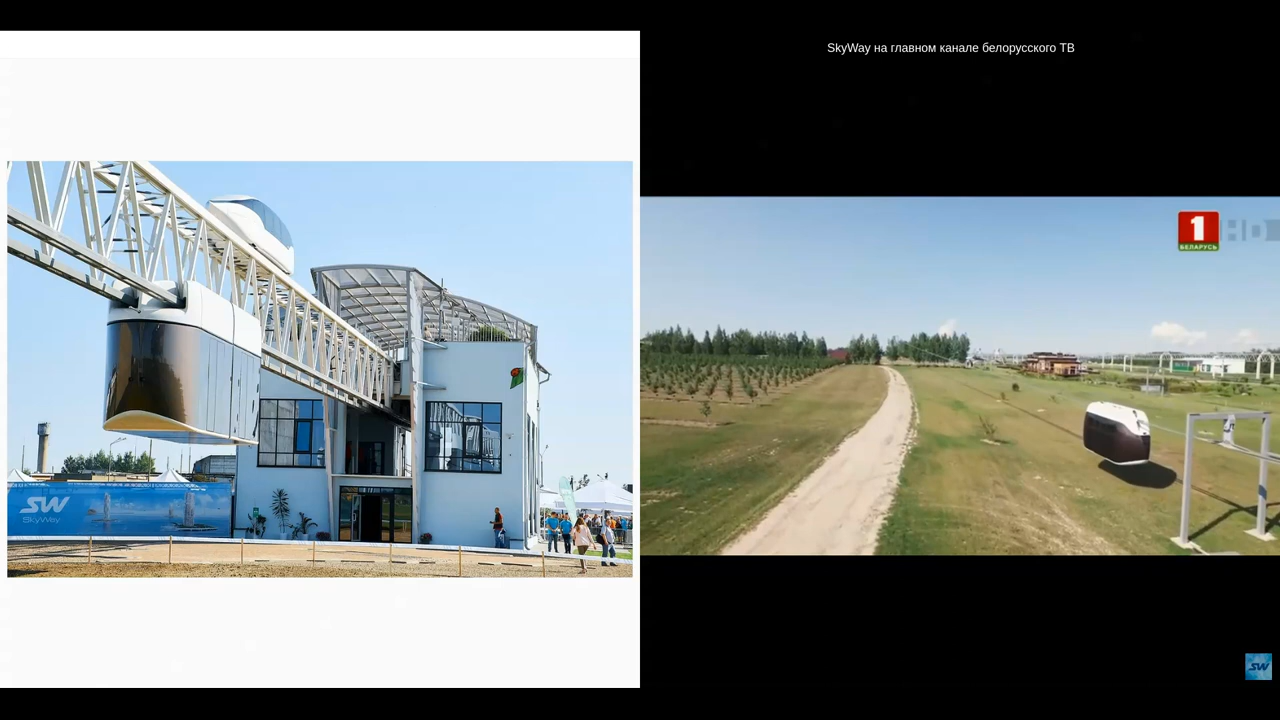 SW
SkyWay
SkyWay на главном канале белорусского ТВ
1
HD
БЕЛАРУСЬ
SW